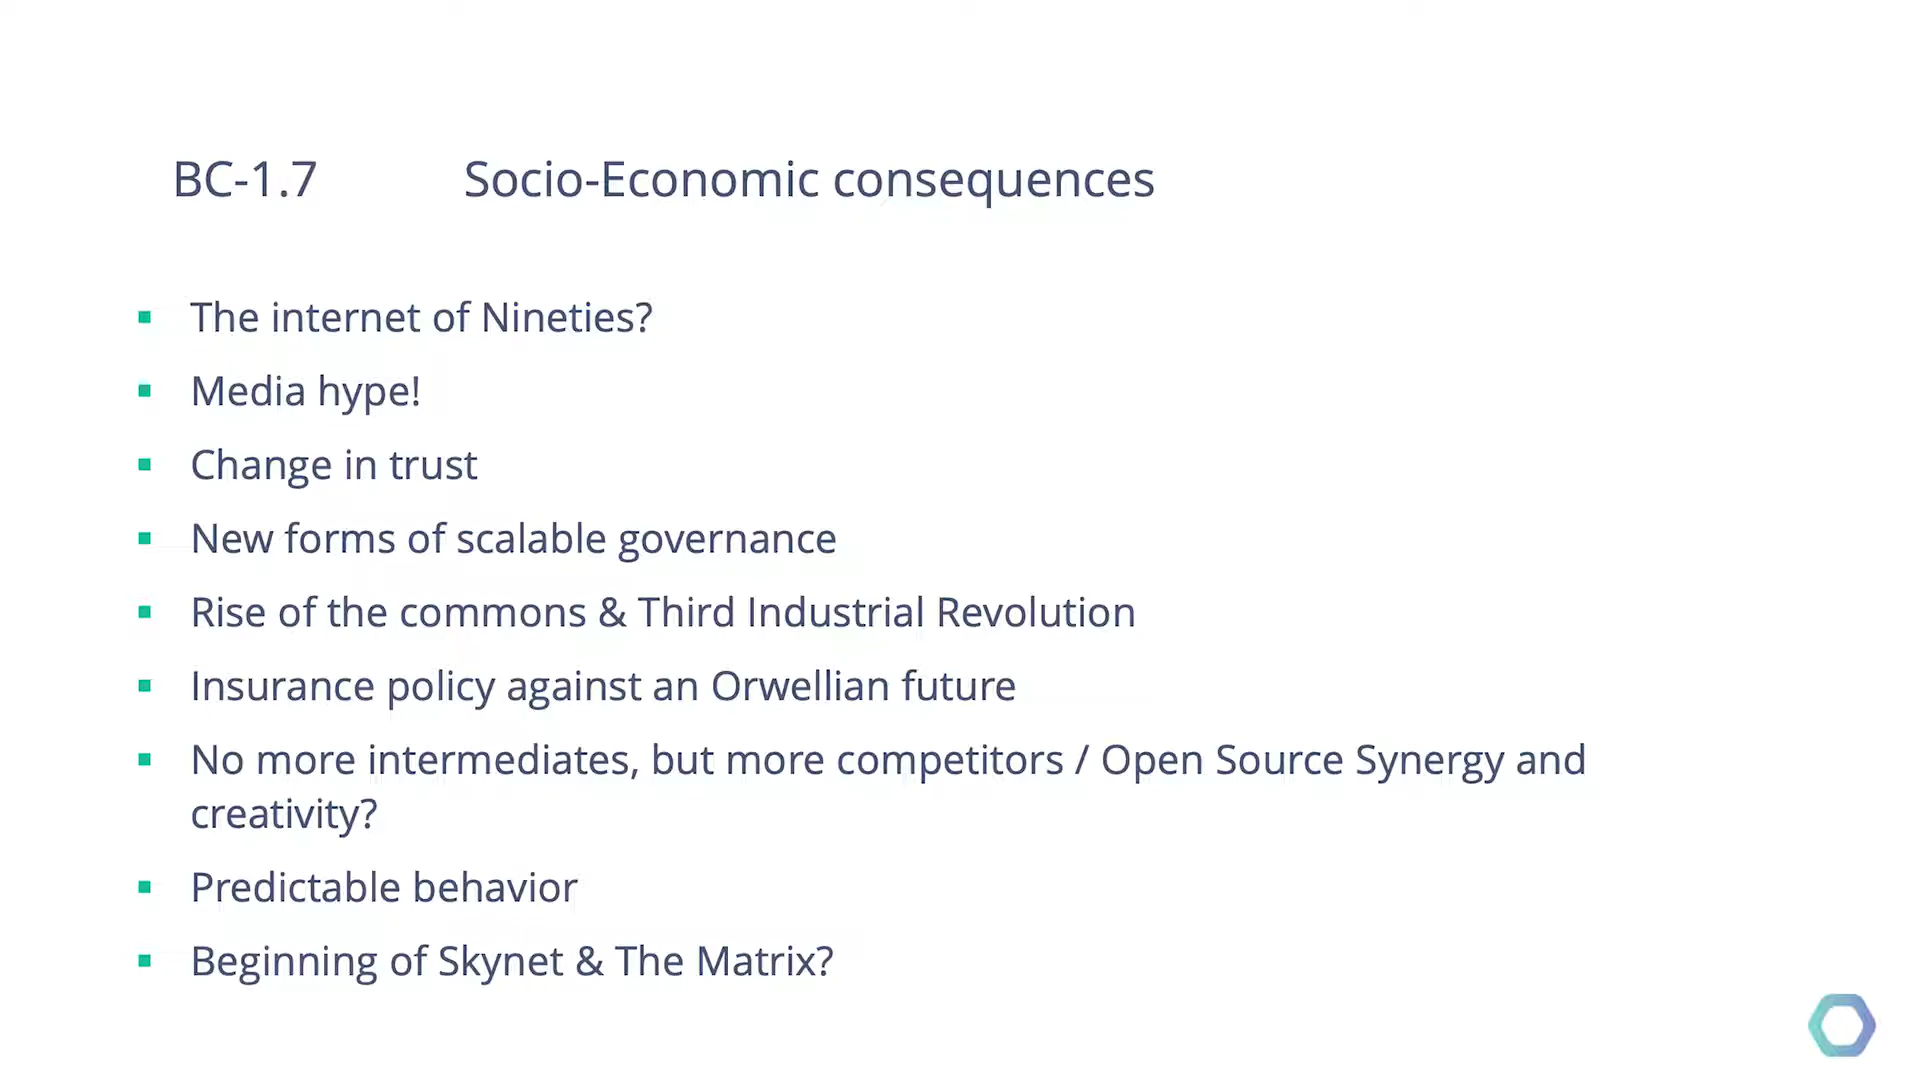 BC-1.7 Socio-Economic consequences
The internet of Nineties?
Media hype!
Change in trust
New forms of scalable governance
Rise of the commons & Third Industrial Revolution
Insurance policy against an Orwellian future
No more intermediates, but more competitors / Open Source Synergy and
creativity?
Predictable behavior
Beginning of Skynet & The Matrix?